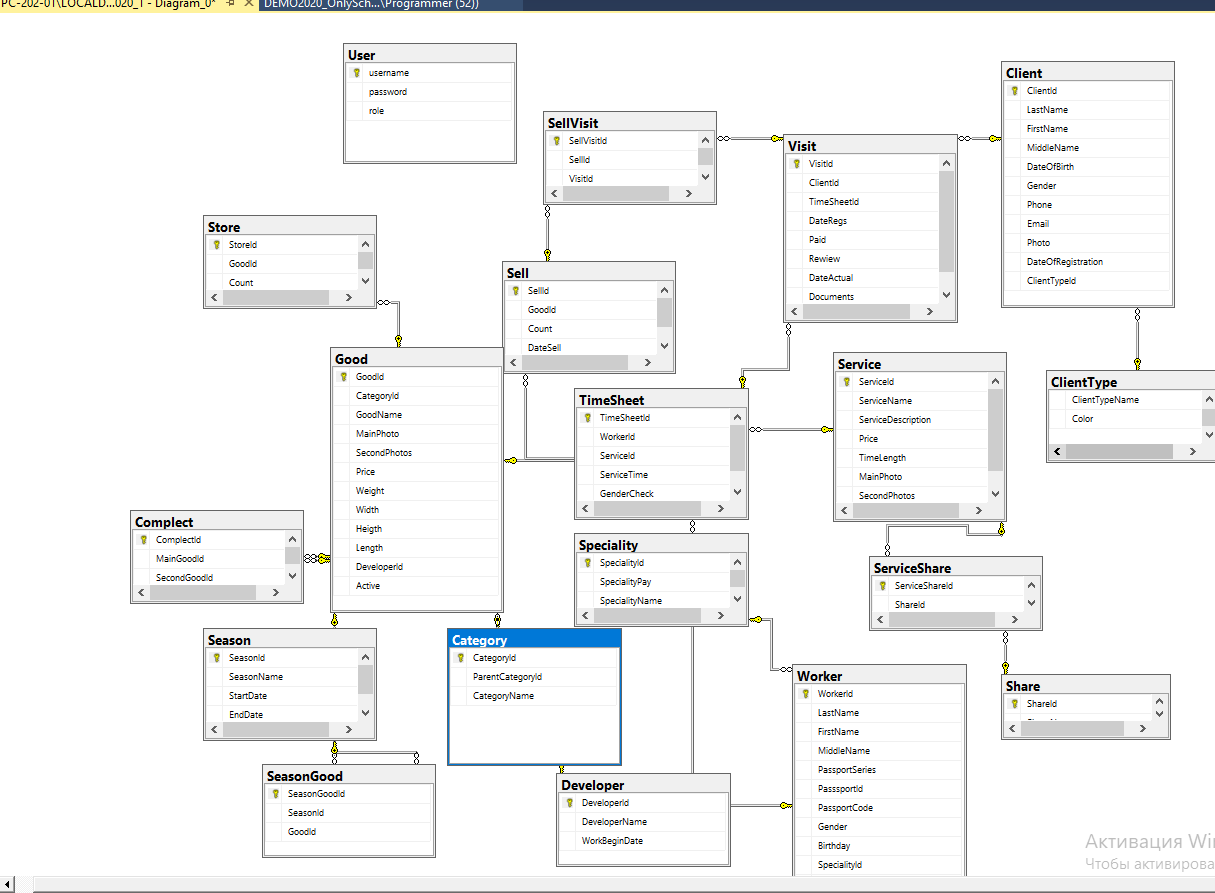 PC-202-01\LOCALD...020_1 - Diagram_0*
DEMO2020_OnlySch...\Programmer (52))
User
username
password
role
Client
ClientId
LastName
FirstName
MiddleName
DateOfBirth
Gender
Phone
Email
Photo
DateOfRegistration
ClientTypeId
SellVisit
SellVisitId
SellId
VisitId
Visit
VisitId
ClientId
TimeSheetId
DateRegs
Paid
Rewiew
DateActual
Documents
Store
StoreId
GoodId
Count
Sell
SellId
GoodId
Count
DateSell
Good
GoodId
CategoryId
GoodName
MainPhoto
SecondPhotos
Price
Weight
Width
Heigth
Length
DeveloperId
Active
Service
ServiceId
ServiceName
ServiceDescription
Price
TimeLength
MainPhoto
SecondPhotos
ClientType
ClientTypeName
Color
TimeSheet
TimeSheetId
WorkerId
ServiceId
ServiceTime
GenderCheck
Complect
ComplectId
MainGoodId
SecondGoodId
Speciality
SpecialityId
SpecialityPay
SpecialityName
ServiceShare
ServiceShareId
ShareId
Season
SeasonId
SeasonName
StartDate
EndDate
Category
CategoryId
ParentCategoryId
CategoryName
Worker
WorkerId
LastName
FirstName
MiddleName
PassportSeries
PasssportId
PassportCode
Gender
Birthday
SpecialityId
Share
ShareId
SeasonGood
SeasonGoodId
SeasonId
GoodId
Developer
DeveloperId
DeveloperName
WorkBeginDate
Активация Wi
Чтобы активирова